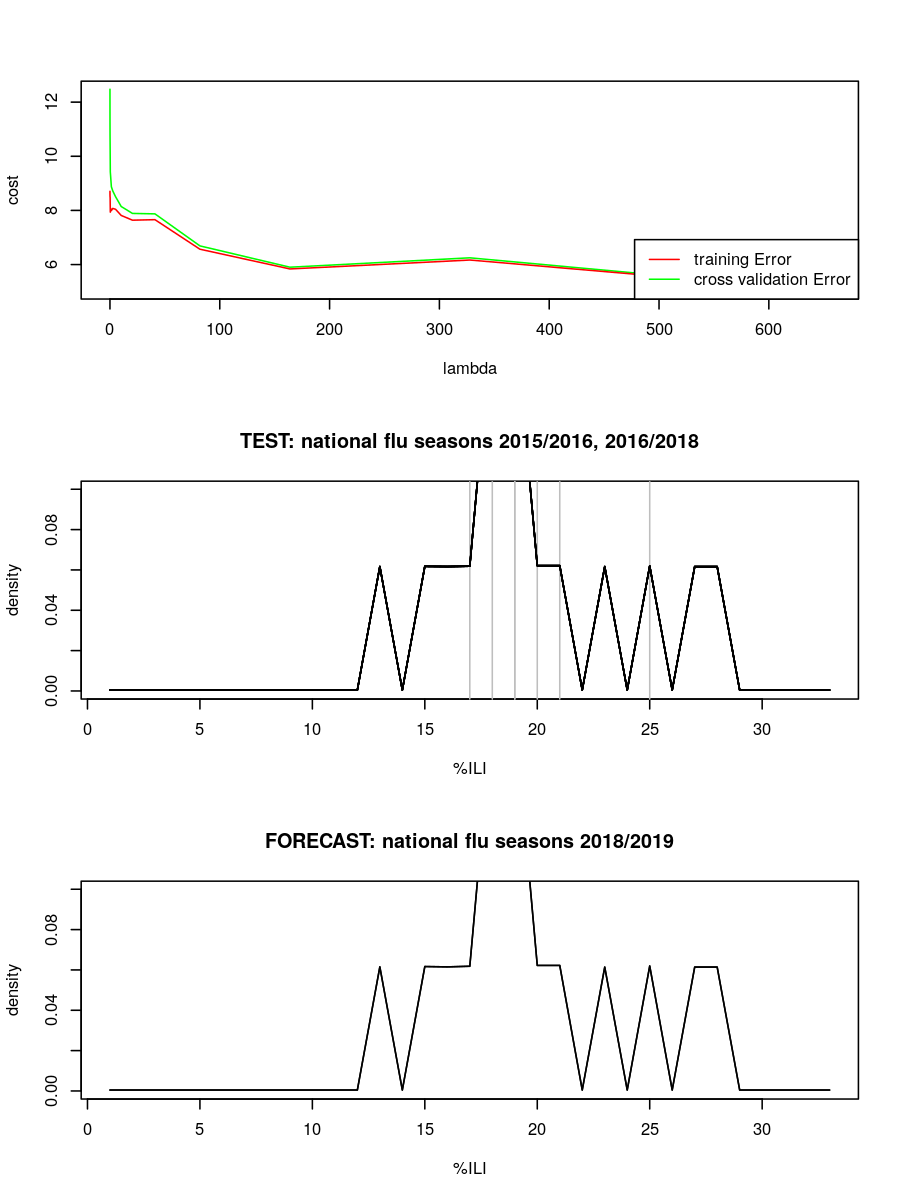 cost
12
10
8
6
training Error
cross validation Error
0 100 200 300 400 500 600
lambda
TEST: national flu seasons 2015/2016, 2016/2018
density
0.08
0.04
0.00
0 5 10 15 20 25 30
%ILI
FORECAST: national flu seasons 2018/2019
density
0.08
0.04
0.00
0 5 10 15 20 25 30
%ILI